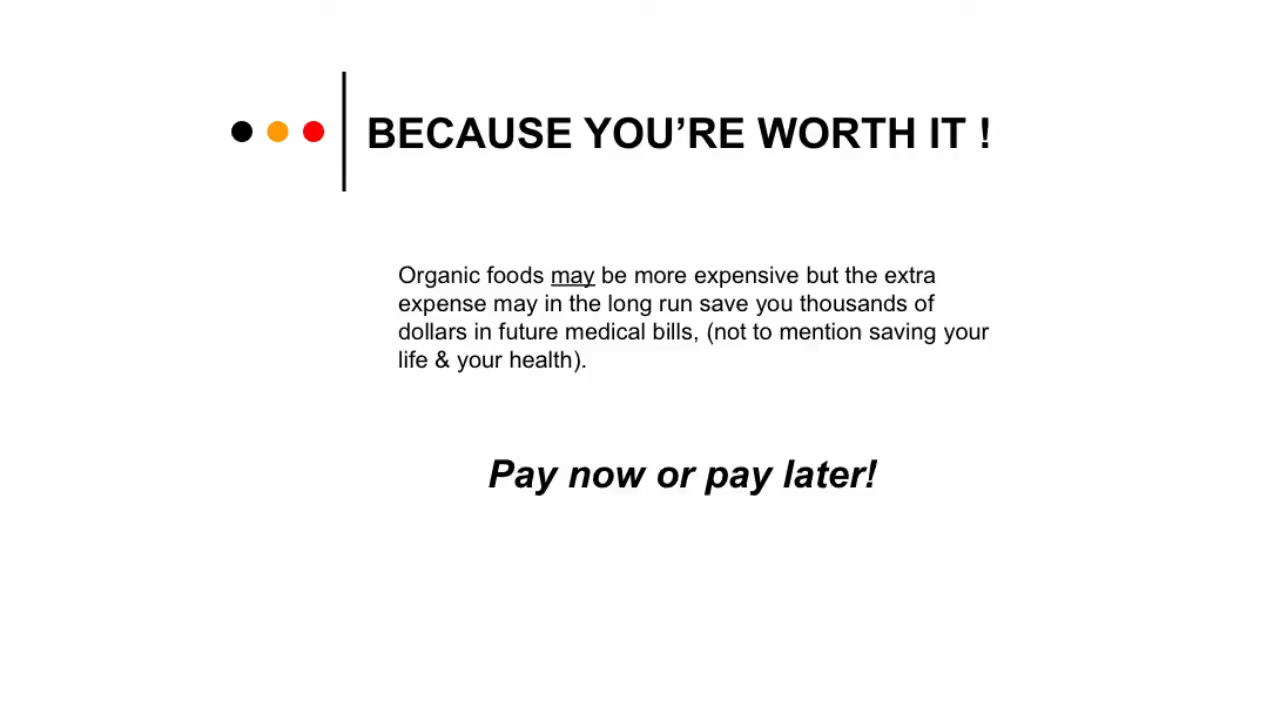 BECAUSE YOU’RE WORTH IT !
Organic foods may be more expensive but the extra
expense may in the long run save you thousands of
dollars in future medical bills, (not to mention saving your
life & your health).
Pay now or pay later!